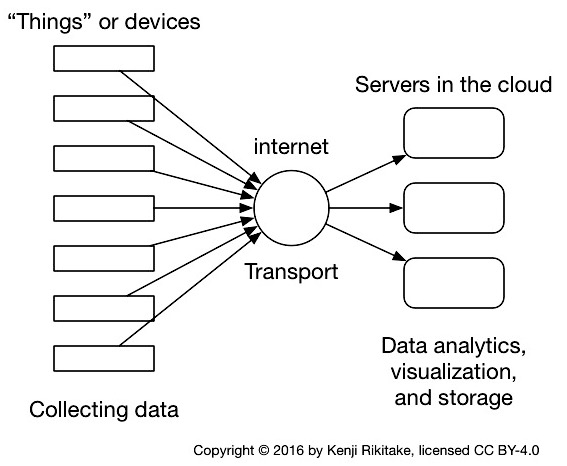 “Things” or devices
Servers in the cloud
internet
Transport
Data analytics,
visualization,
and storage
Collecting data
Copyright © 2016 by Kenji Rikitake, licensed CC BY-4.0